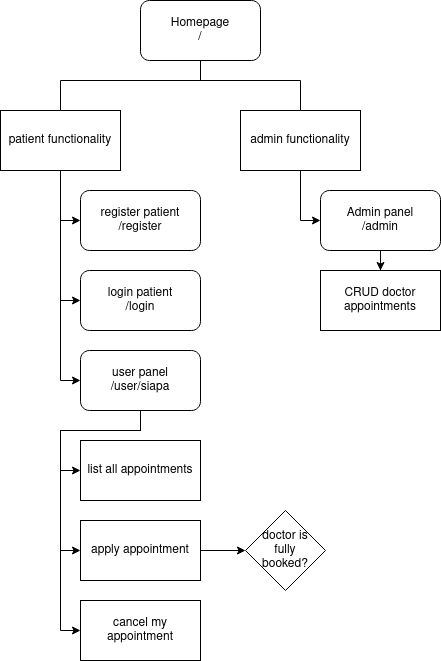 Homepage
/
patient functionality
admin functionality
register patient
/register
Admin panel
/admin
login patient
/login
CRUD doctor
appointments
user panel
/user/siapa
list all appointments
apply appointment
doctor is
fully
booked?
cancel my
appointment